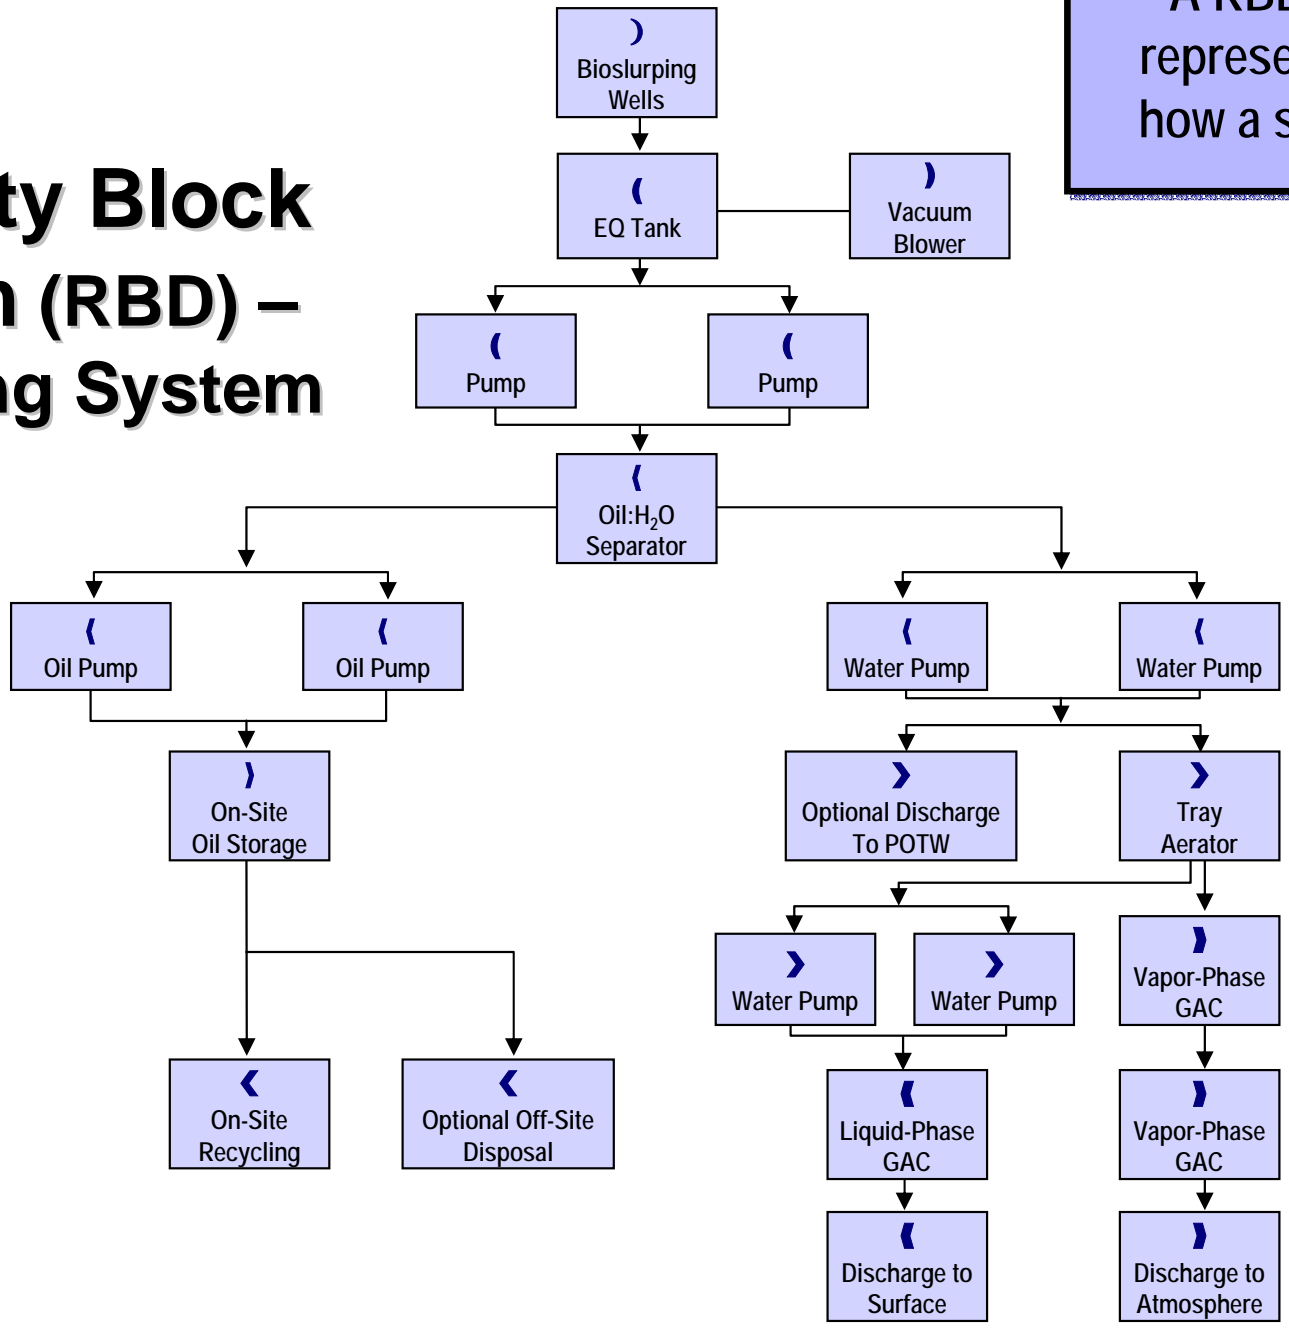 ty Block
(RBD) –
ng System
A RBD
represe
how a s
❩
Bioslurping
Wells
❨
EQ Tank
❫
Vacuum
Blower
❪
Pump
❪
Pump
❬
Oil:H₂O
Separator
❬
Oil Pump
❬
Oil Pump
❬
Water Pump
❬
Water Pump
❭
On-Site
Oil Storage
❯
Optional Discharge
To POTW
❯
Tray
Aerator
❯
Water Pump
❯
Water Pump
❱
Vapor-Phase
GAC
❮
On-Site
Recycling
❮
Optional Off-Site
Disposal
❰
Liquid-Phase
GAC
❱
Vapor-Phase
GAC
❰
Discharge to
Surface
❱
Discharge to
Atmosphere